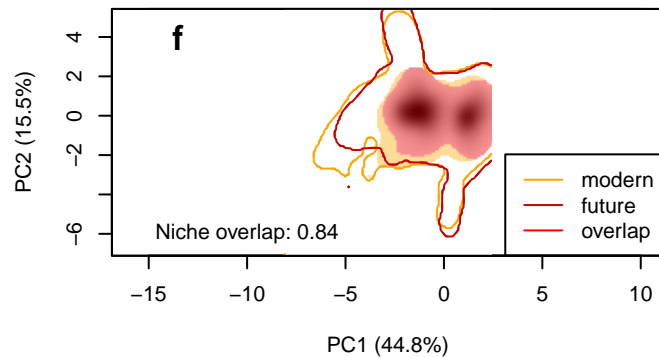 f
4
2
0
−2
−6
PC2 (15.5%)
Niche overlap: 0.84
modern
future
overlap
−15 −10 −5 0 5 10
PC1 (44.8%)